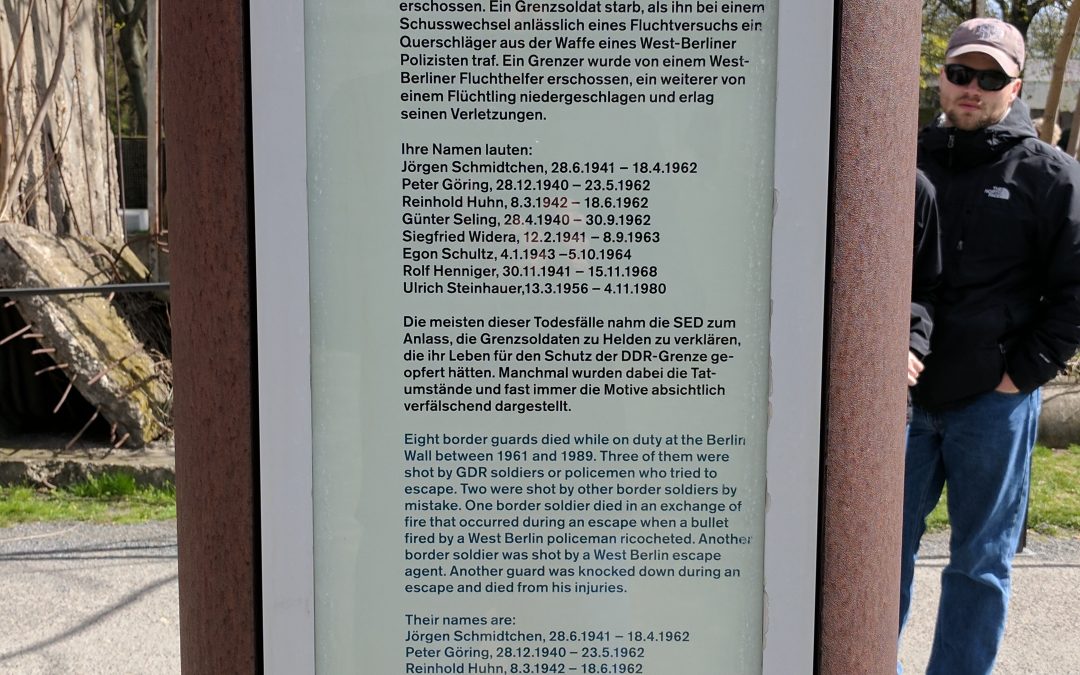 erschossen. Ein Grenzsoldat starb, als ihn bei einem
Schusswechsel anlässlich eines Fluchtversuchs ein
Querschläger aus der Waffe eines West-Berliner
Polizisten traf. Ein Grenzer wurde von einem West-
Berliner Fluchthelfer erschossen, ein weiterer von
einem Flüchtling niedergeschlagen und erlag
seinen Verletzungen.
Ihre Namen lauten:
Jörgen Schmidtchen, 28.6.1941 – 18.4.1962
Peter Göring, 28.12.1940 – 23.5.1962
Reinhold Huhn, 8.3.1942 – 18.6.1962
Günter Seling, 28.4.1940 – 30.9.1962
Siegfried Widera, 12.2.1941 – 8.9.1963
Egon Schultz, 4.1.1943 –5.10.1964
Rolf Henniger, 30.11.1941 – 15.11.1968
Ulrich Steinhauer,13.3.1956 – 4.11.1980
Die meisten dieser Todesfälle nahm die SED zum
Anlass, die Grenzsoldaten zu Helden zu verklären,
die ihr Leben für den Schutz der DDR-Grenze ge-
opfert hätten. Manchmal wurden dabei die Tat-
umstände und fast immer die Motive absichtlich
verfälschend dargestellt.
Eight border guards died while on duty at the Berlin
Wall between 1961 and 1989. Three of them were
shot by GDR soldiers or policemen who tried to
escape. Two were shot by other border soldiers by
mistake. One border soldier died in an exchange of
fire that occurred during an escape when a bullet
fired by a West Berlin policeman ricocheted. Another
border soldier was shot by a West Berlin escape
agent. Another guard was knocked down during an
escape and died from his injuries.
Their names are:
Jörgen Schmidtchen, 28.6.1941 – 18.4.1962
Peter Göring, 28.12.1940 – 23.5.1962
Reinhold Huhn, 8.3.1942 – 18.6.1962
THE NORTH FACE